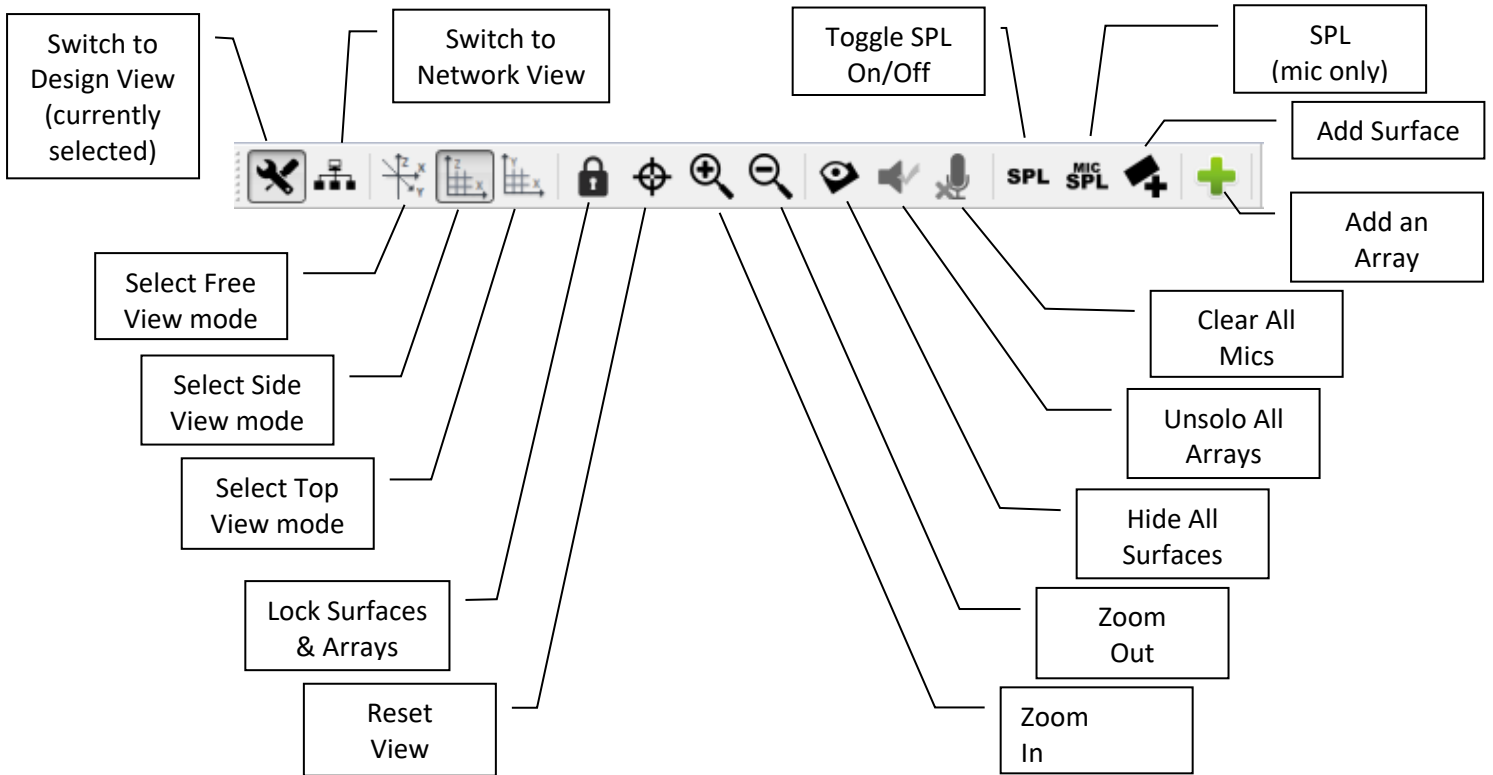 Switch to
Design View
(currently
selected)
Switch to
Network View
Toggle SPL
On/Off
SPL
(mic only)
Add Surface
Z
X
Y
Z
X
Y
X
SPL
MIC
SPL
Add an
Array
Select Free
View mode
Clear All
Mics
Select Side
View mode
Unsolo All
Arrays
Select Top
View mode
Hide All
Surfaces
Lock Surfaces
& Arrays
Zoom
Out
Reset
View
Zoom
In